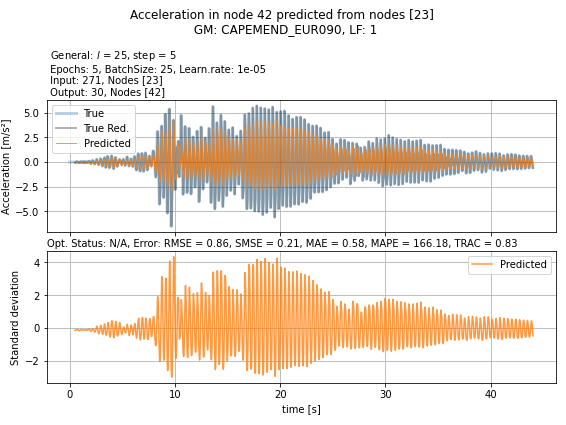 Acceleration in node 42 predicted from nodes [23]
GM: CAPEMEND_EUR090, LF: 1
General: l = 25, step = 5
Epochs: 5, BatchSize: 25, Learn.rate: 1e-05
Input: 271, Nodes [23]
Output: 30, Nodes [42]
Acceleration [m/s²]
5.0
2.5
0.0
−2.5
−5.0
True
True Red.
Predicted
Opt. Status: N/A, Error: RMSE = 0.86, SMSE = 0.21, MAE = 0.58, MAPE = 166.18, TRAC = 0.83
Standard deviation
4
2
0
−2
Predicted
0
10
20
30
40
time [s]